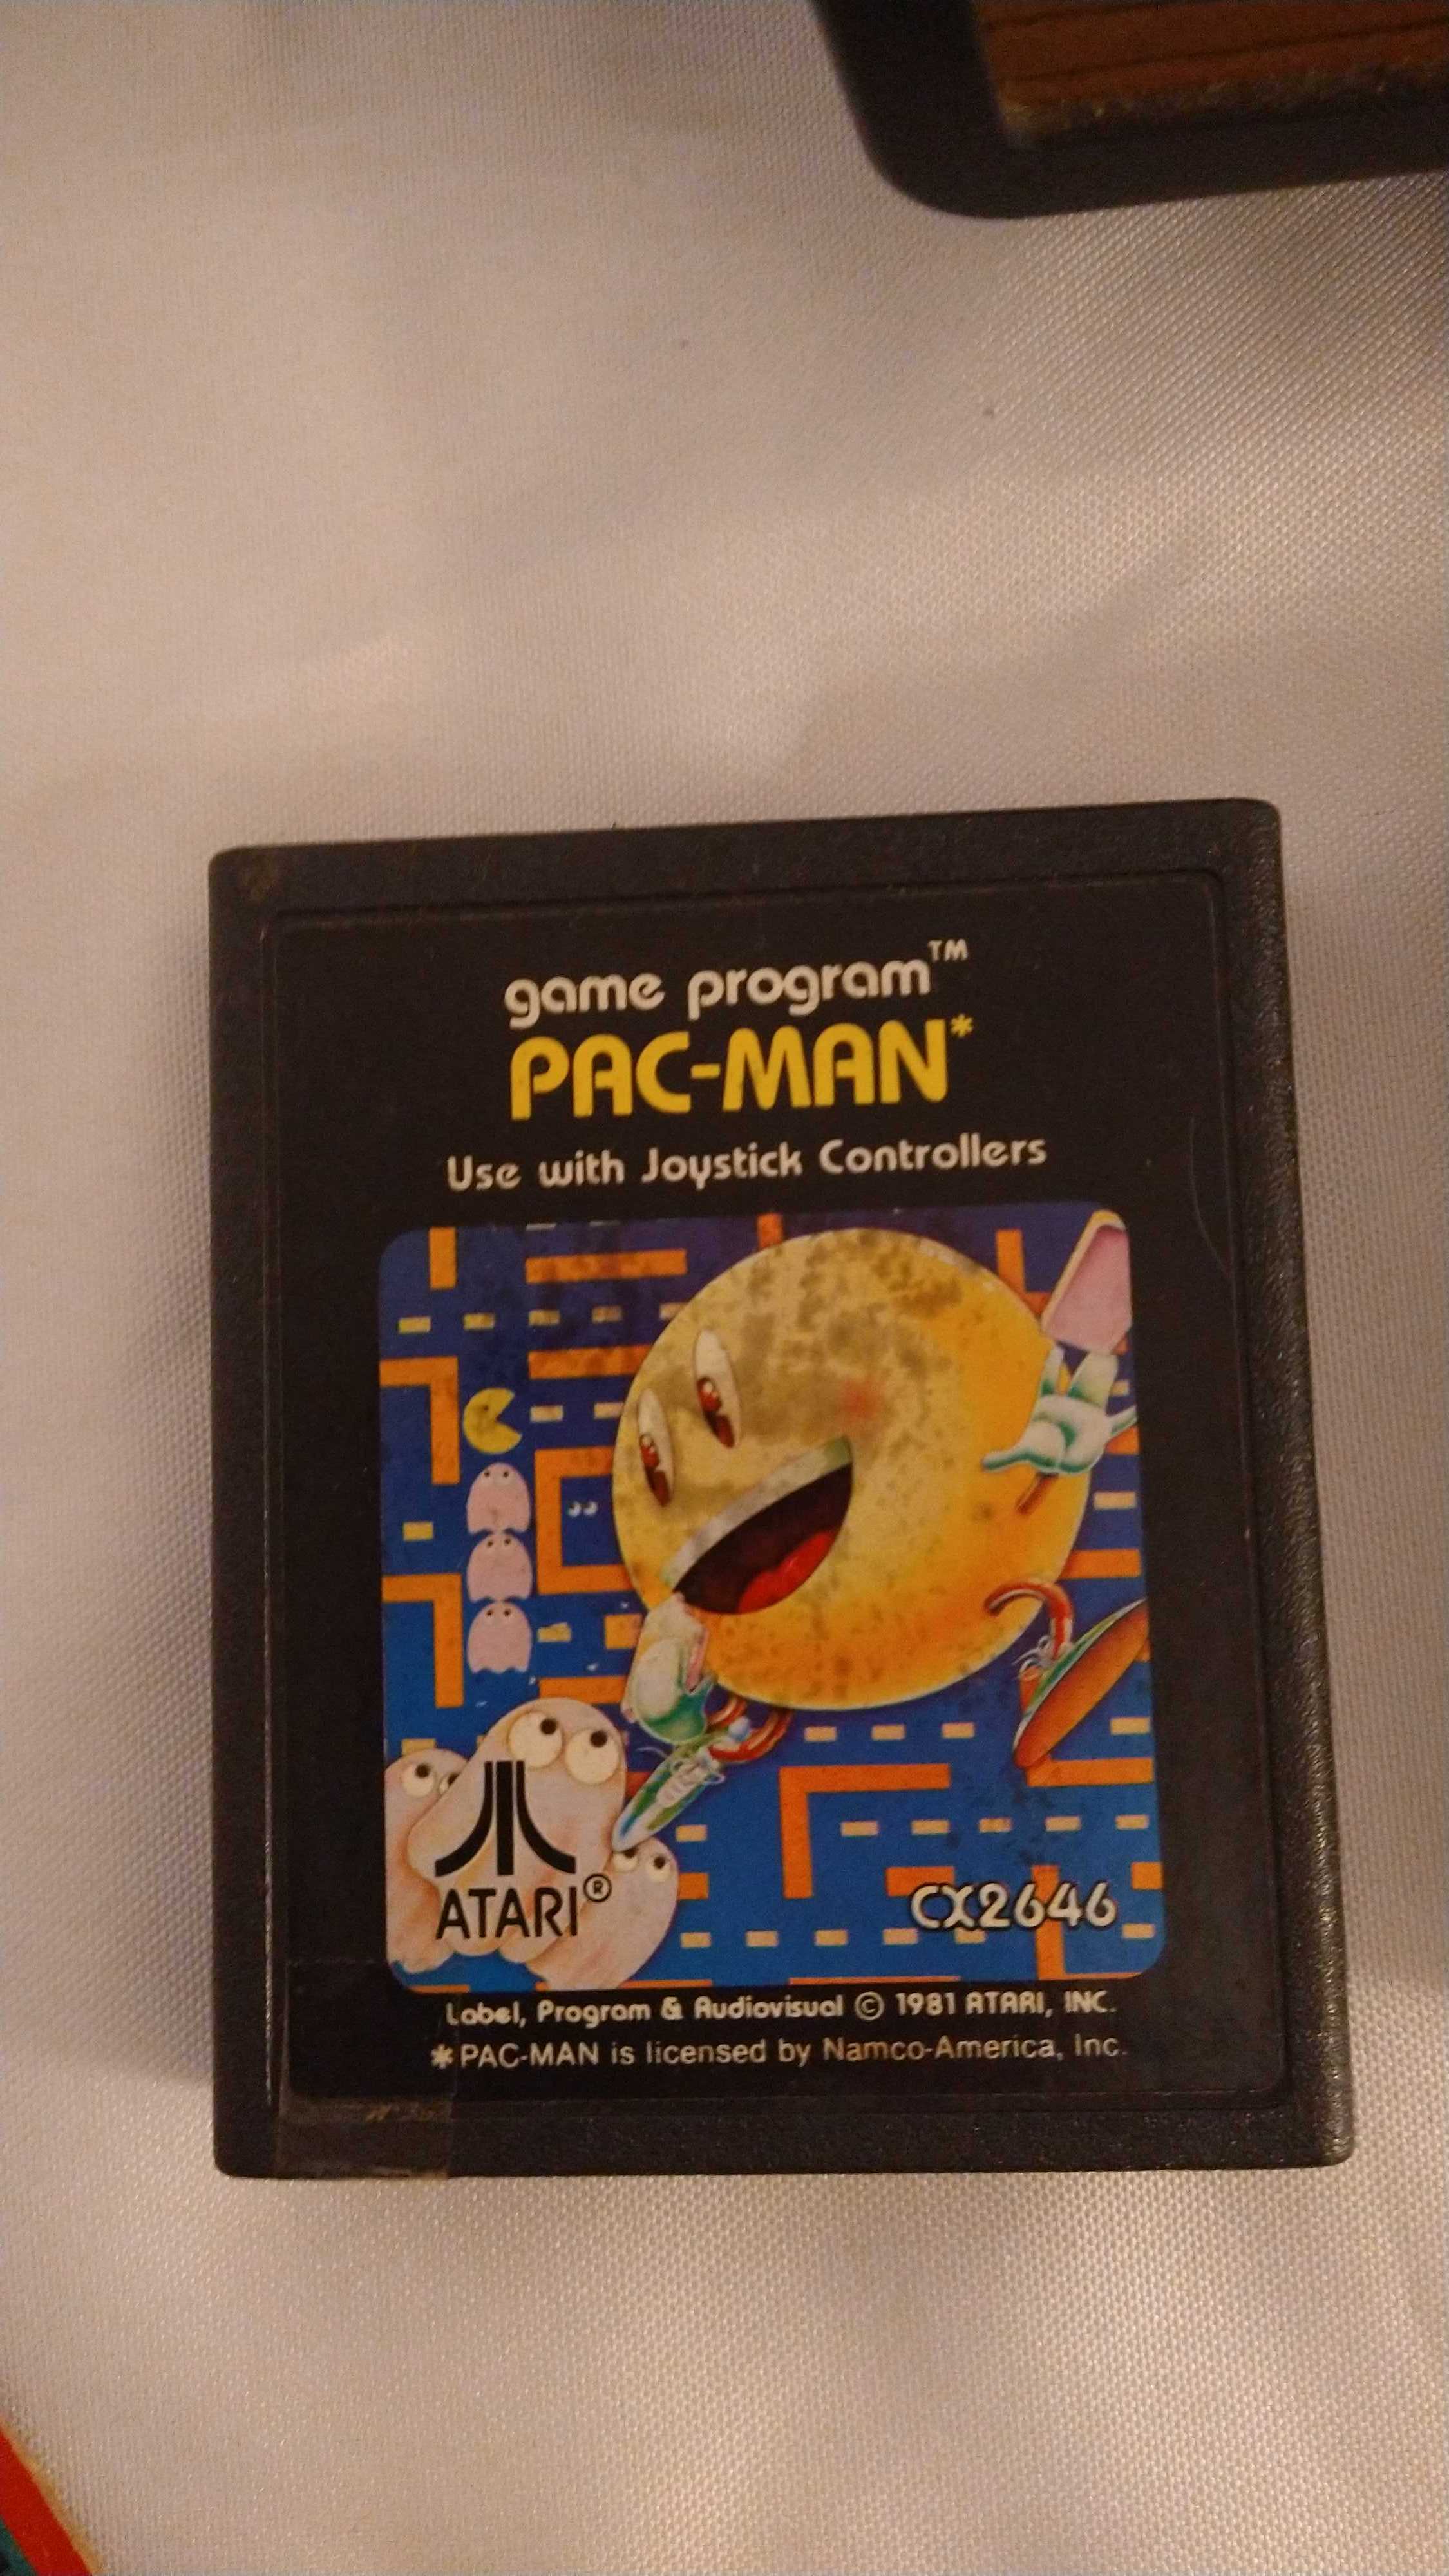 game program™
PAC-MAN*
Use with Joystick Controllers
ATARI®
CX2646
Label, Program & Audiovisual © 1981 ATARI, INC.
* PAC-MAN is licensed by Namco-America, Inc.